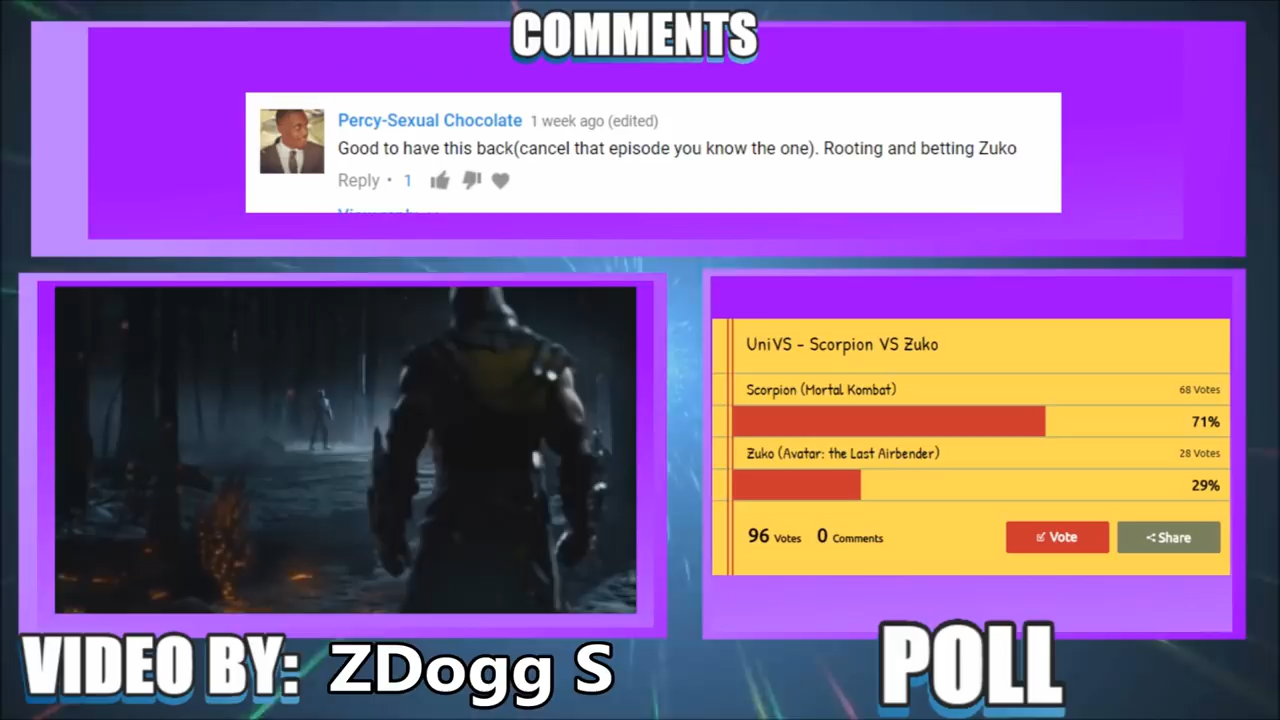 COMMENTS
Percy-Sexual Chocolate 1 week ago (edited)
Good to have this back(cancel that episode you know the one). Rooting and betting Zuko
Reply • 1
UniVS - Scorpion VS Zuko
Scorpion (Mortal Kombat) 68 Votes
71%
Zuko (Avatar: the Last Airbender) 28 Votes
29%
96 Votes 0 Comments
Vote Share
VIDEO BY: ZDogg S
POLL